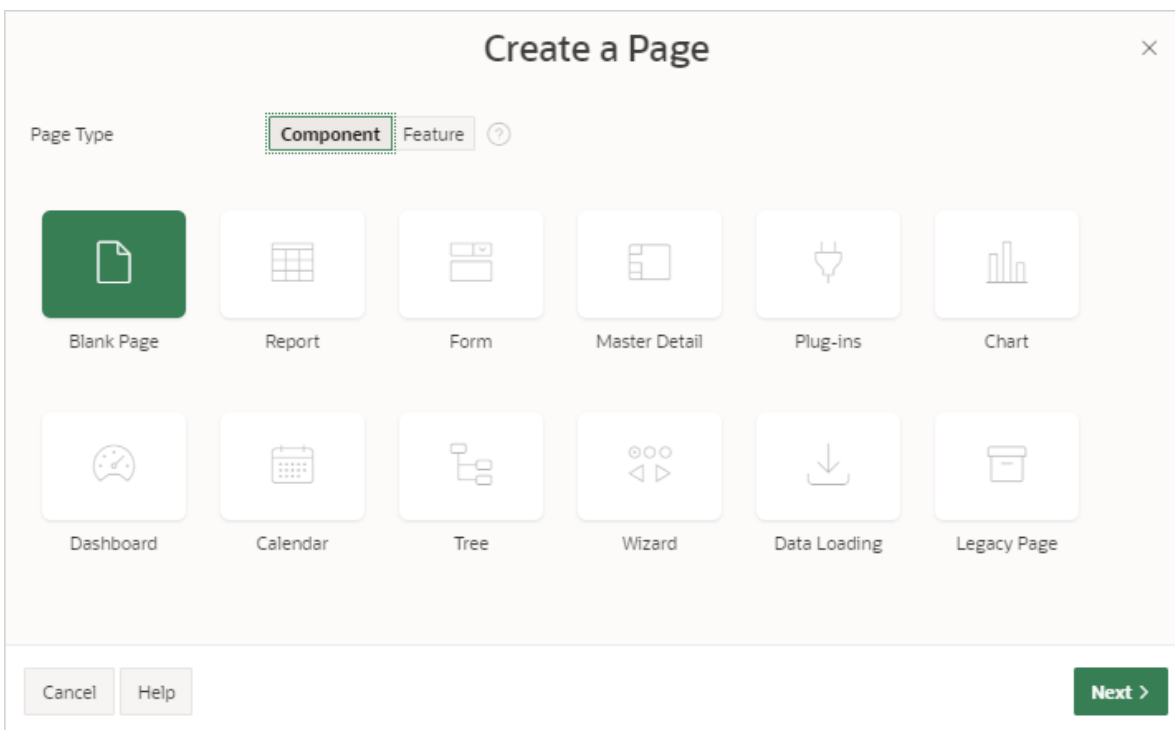 Create a Page
Page Type
Component Feature ?
Blank Page Report Form Master Detail Plug-ins Chart
Dashboard Calendar Tree Wizard Data Loading Legacy Page
Cancel Help Next >